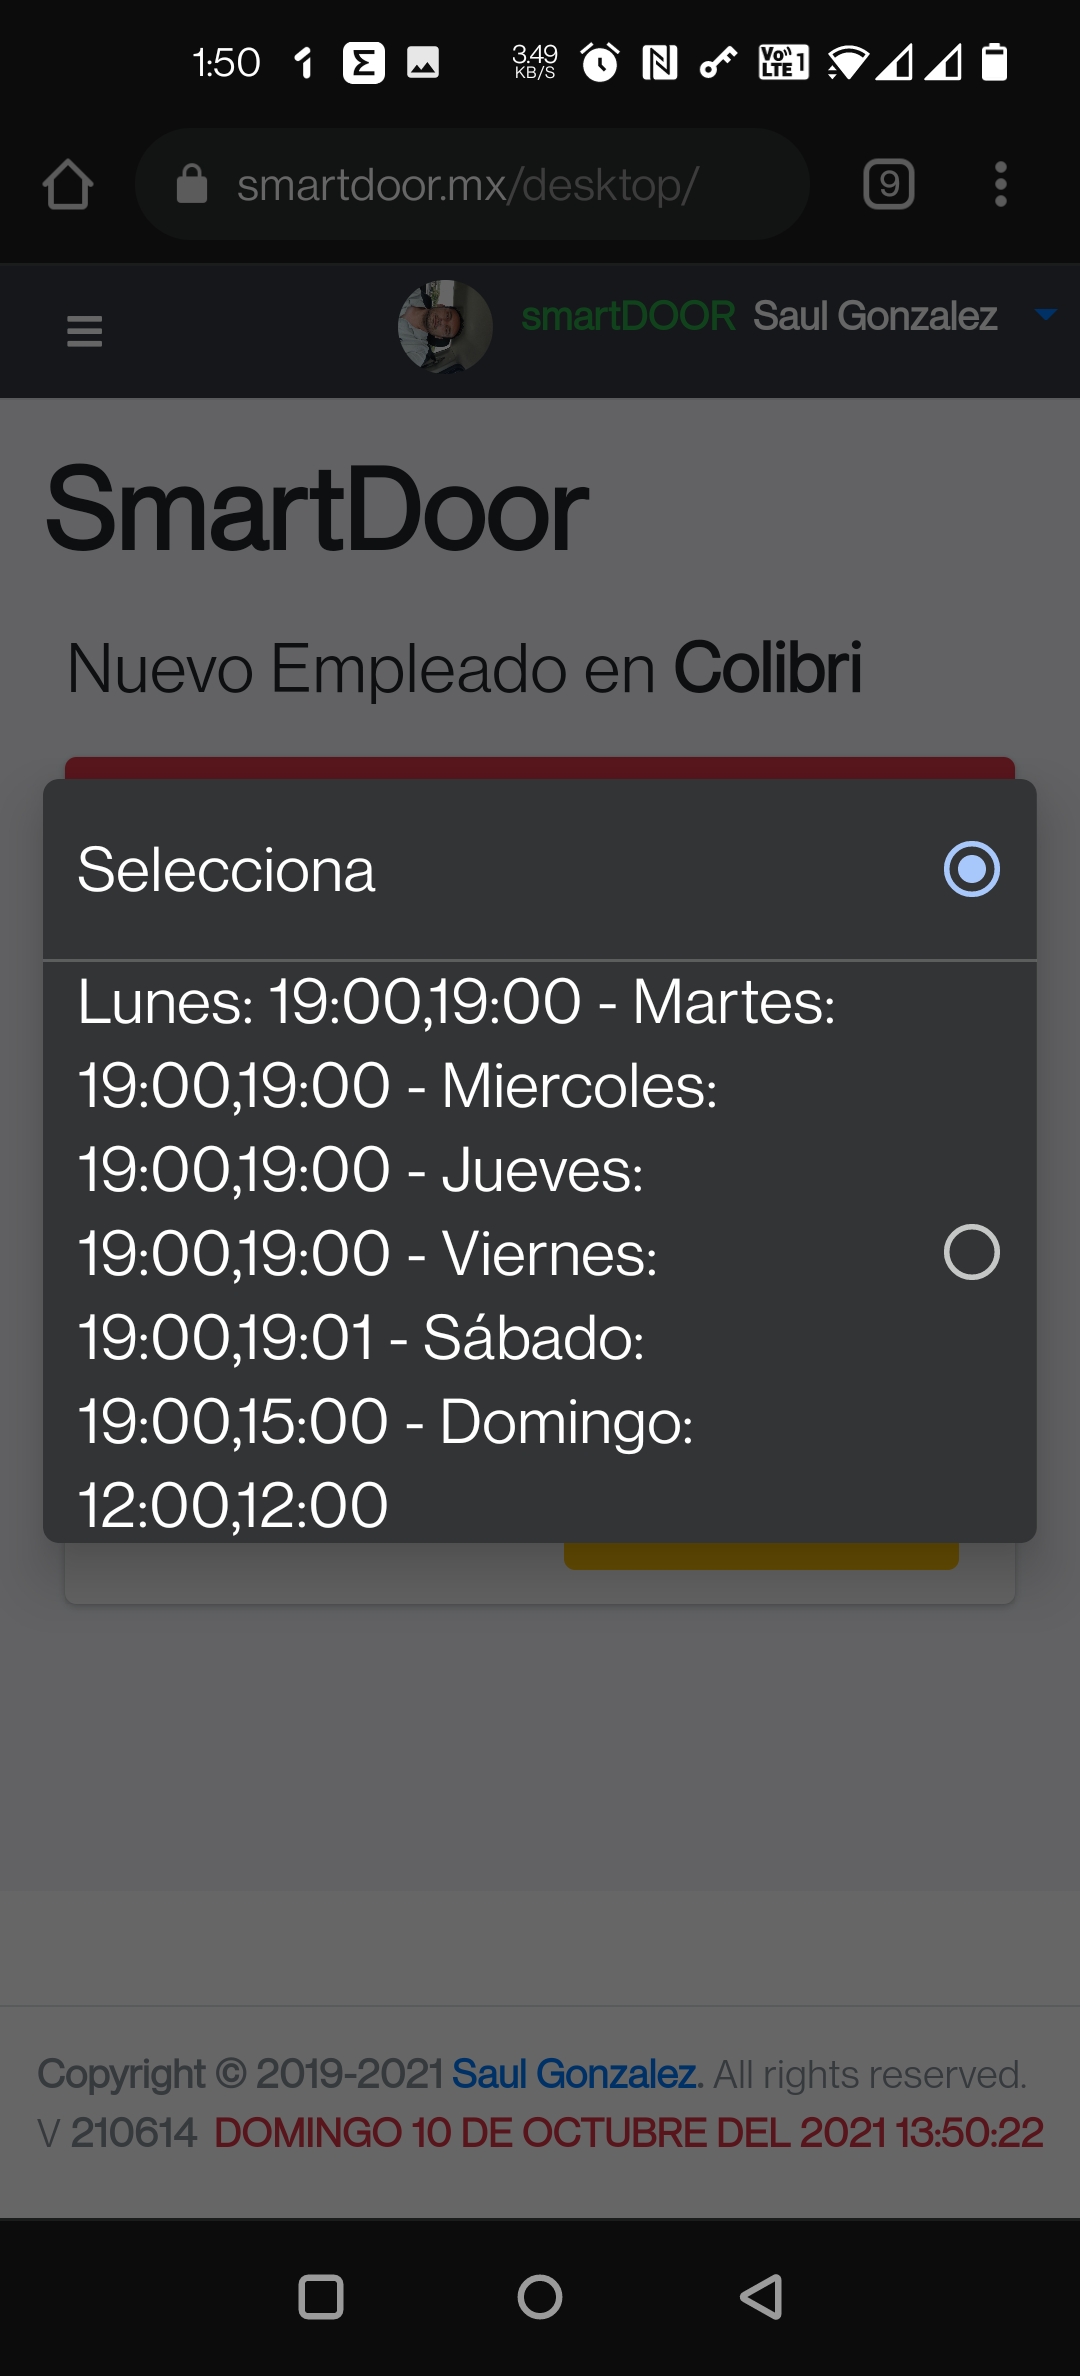 1:50
3.49
KB/S
Vo LTE 1
smartdoor.mx/desktop/
9
smartDOOR Saul Gonzalez
SmartDoor
Nuevo Empleado en Colibri
Selecciona
Lunes: 19:00,19:00 - Martes:
19:00,19:00 - Miercoles:
19:00,19:00 - Jueves:
19:00,19:00 - Viernes:
19:00,19:01 - Sábado:
19:00,15:00 - Domingo:
12:00,12:00
Copyright © 2019-2021 Saul Gonzalez. All rights reserved.
V 210614 DOMINGO 10 DE OCTUBRE DEL 2021 13:50:22